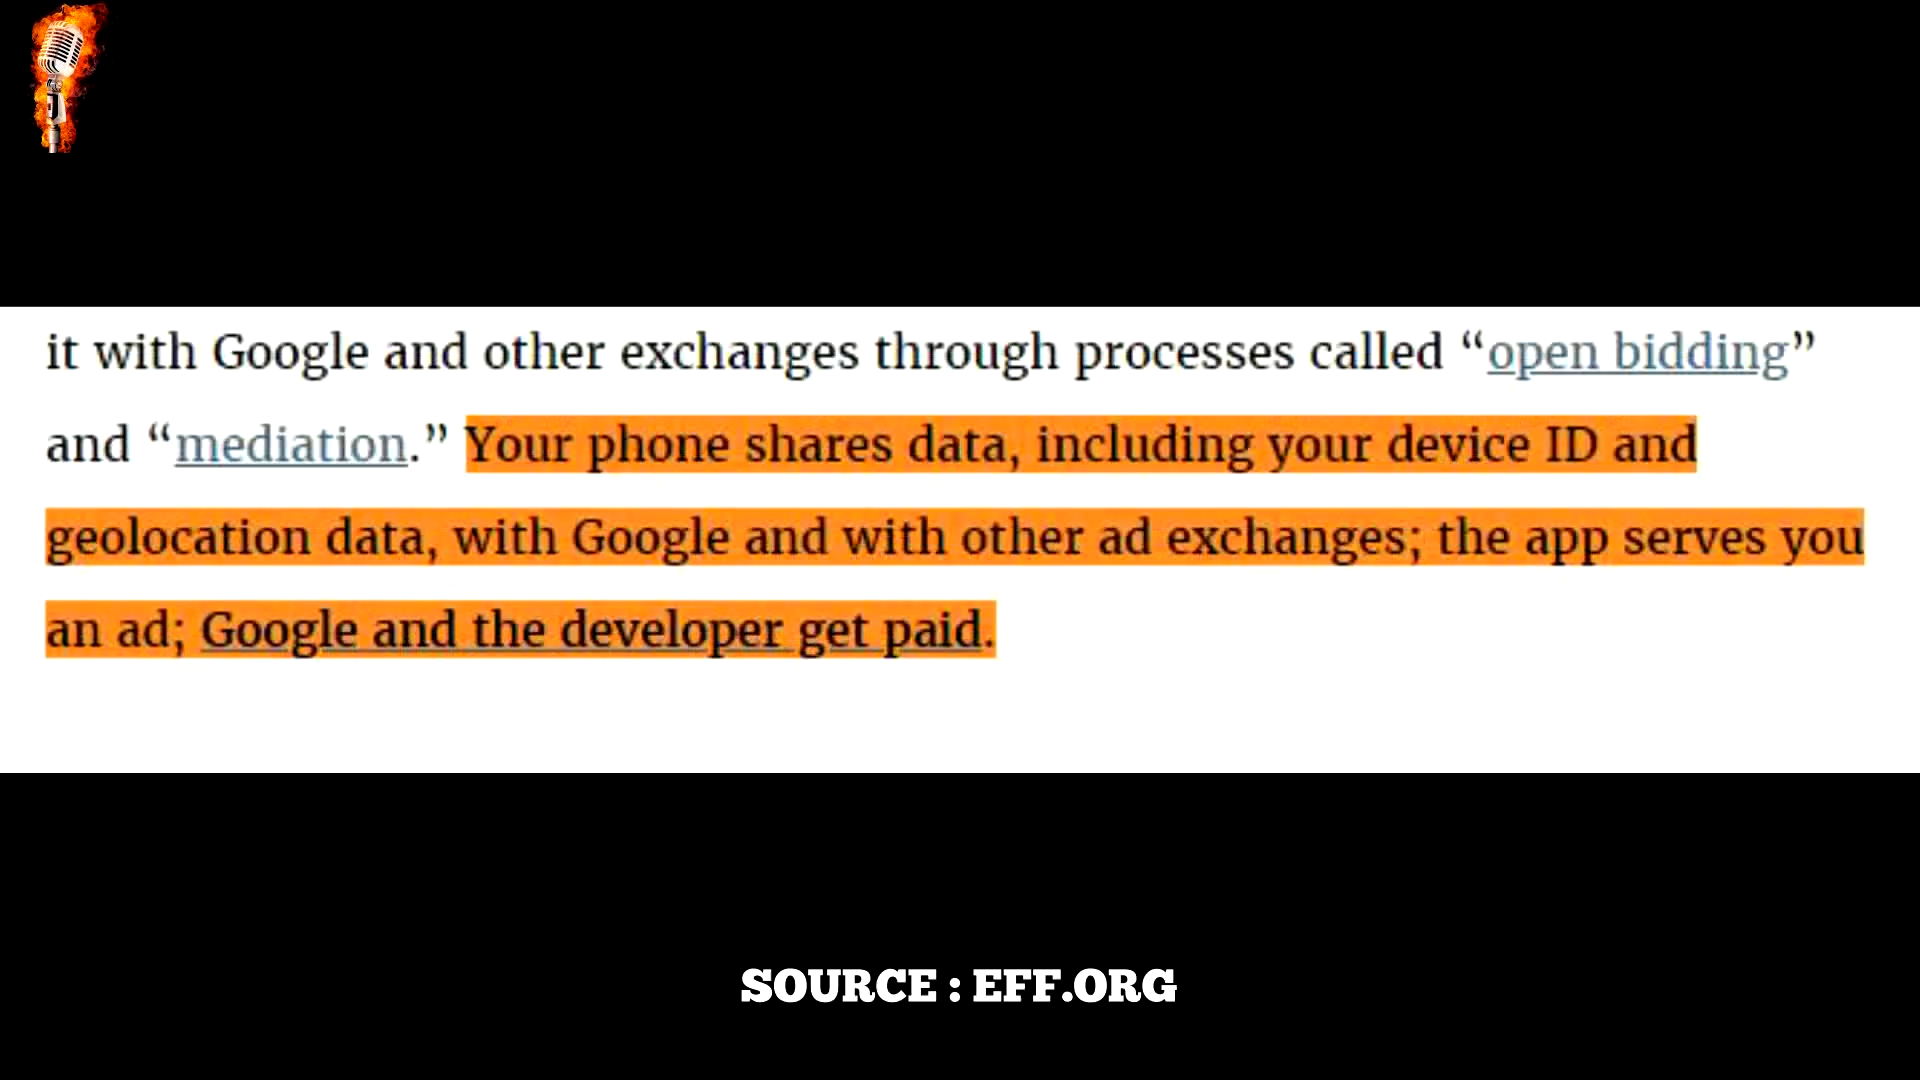 it with Google and other exchanges through processes called “open bidding”
and “mediation.” Your phone shares data, including your device ID and
geolocation data, with Google and with other ad exchanges; the app serves you
an ad; Google and the developer get paid.
SOURCE : EFF.ORG